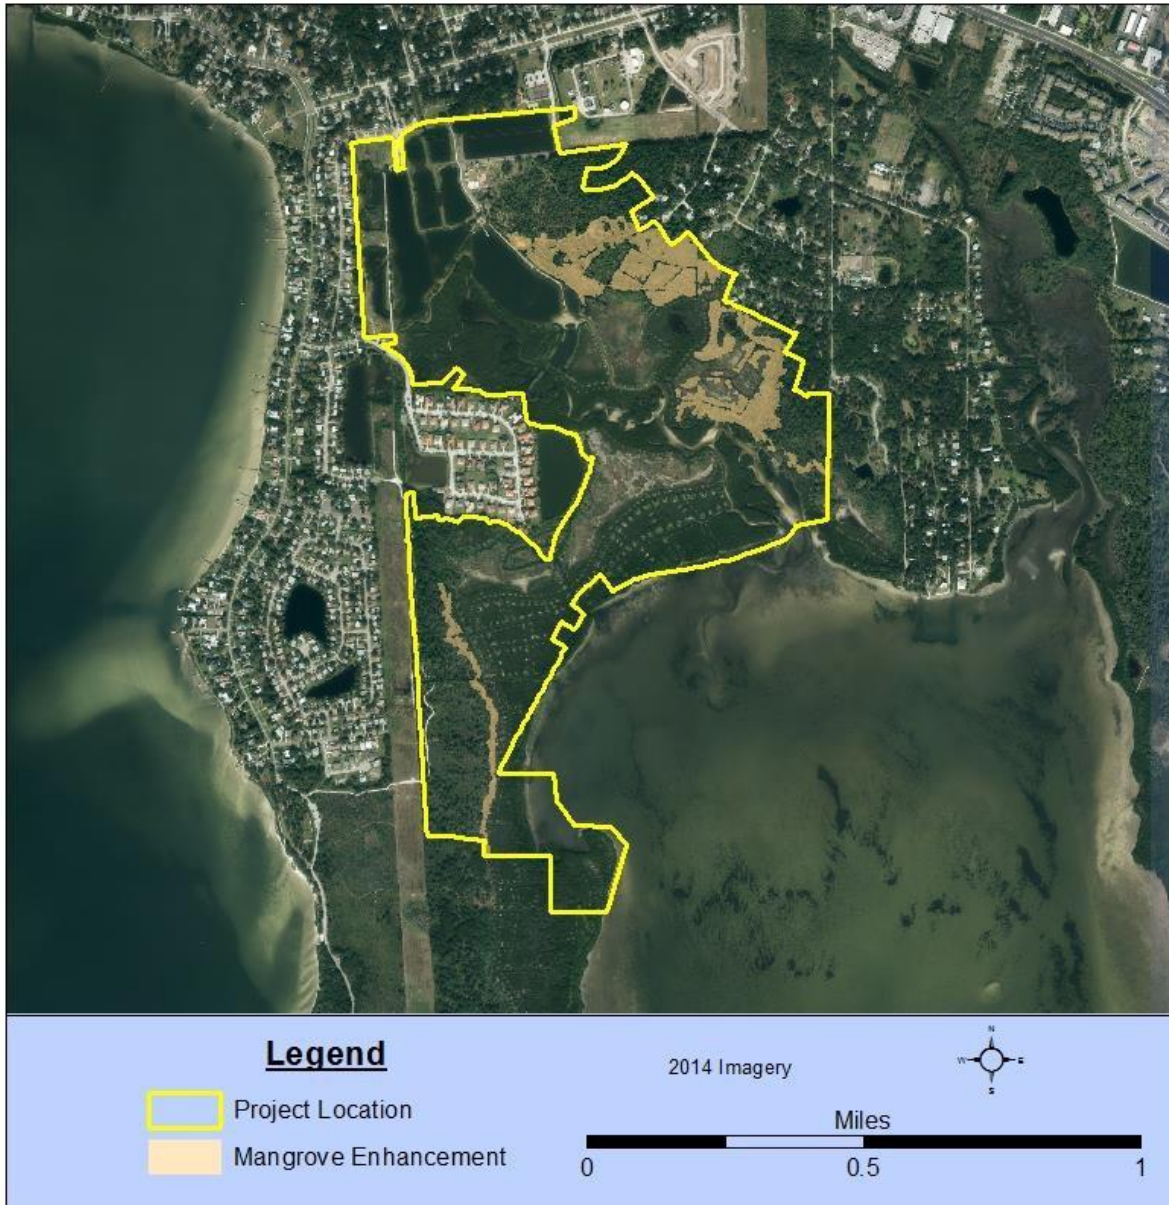 Legend
Project Location
Mangrove Enhancement
2014 Imagery
N
W E
S
Miles
0 0.5 1